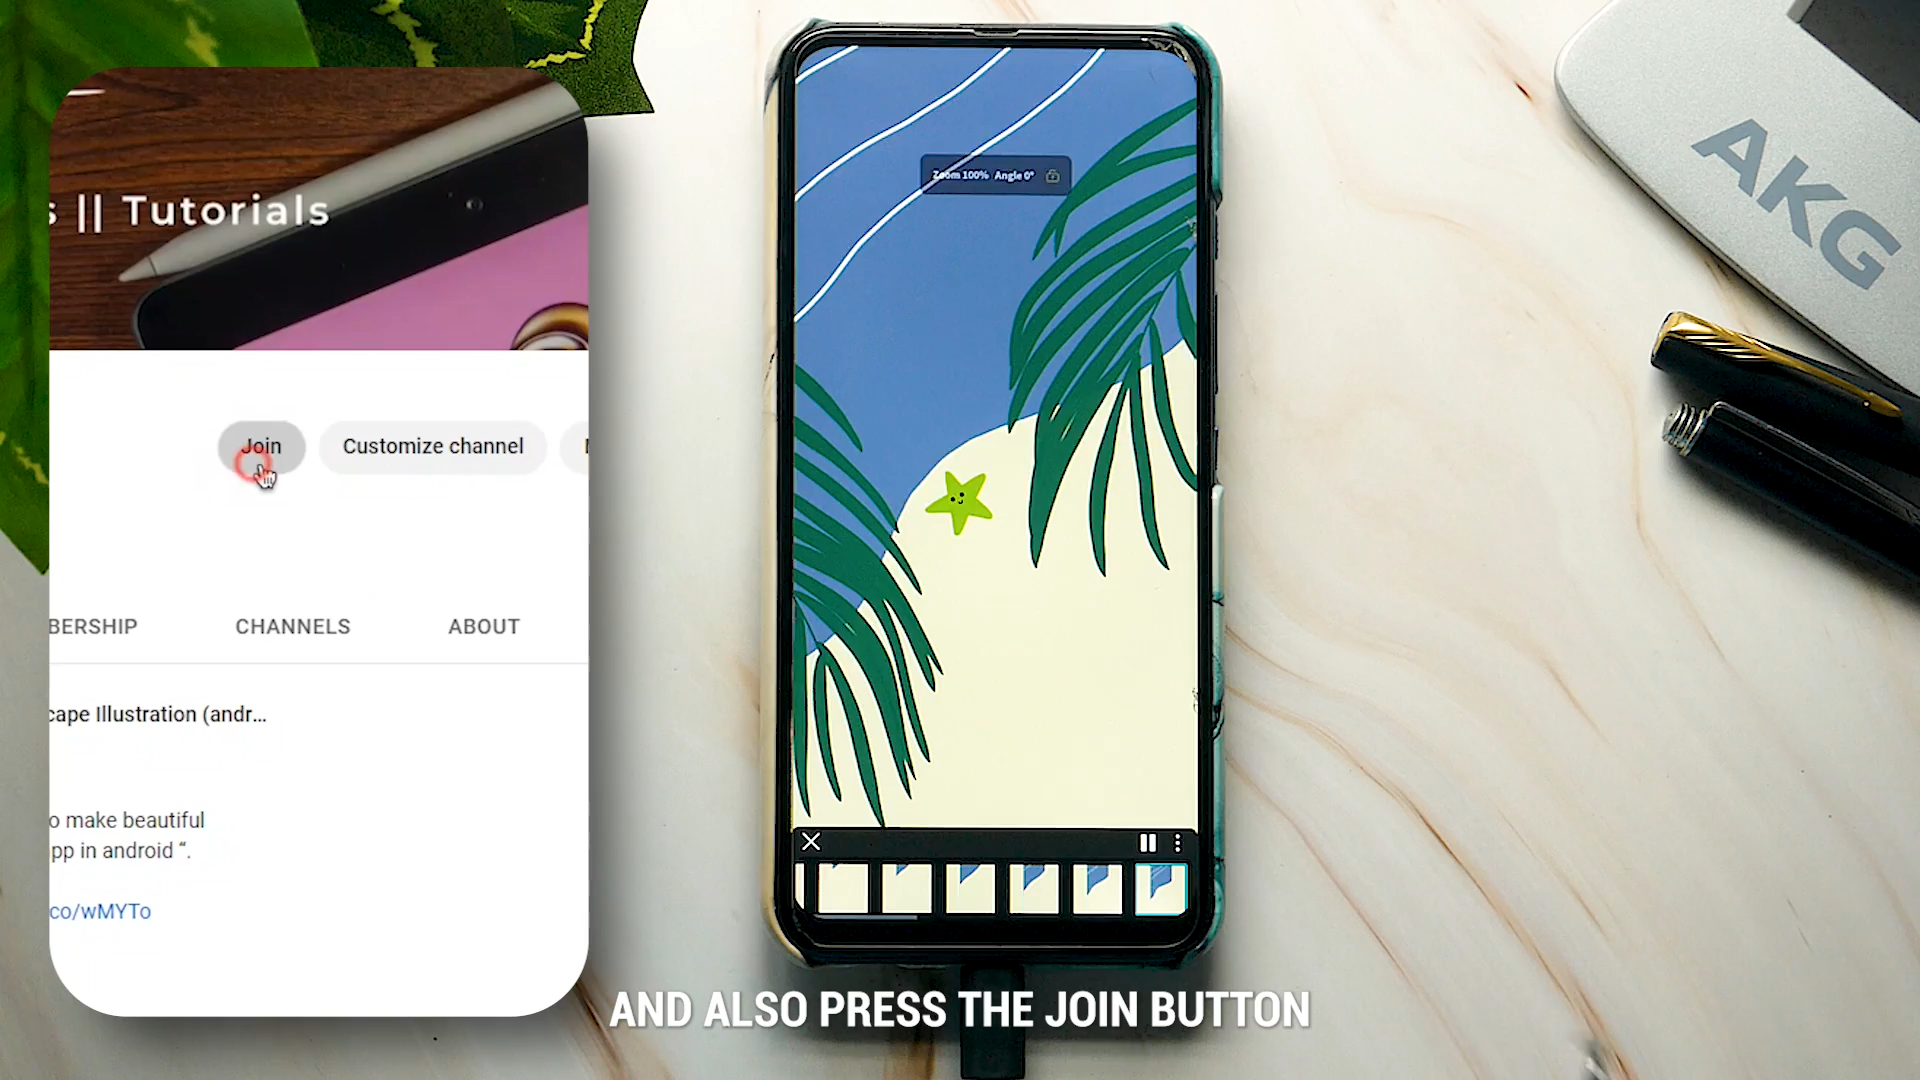 s || Tutorials
Join
Customize channel
BERSHIP
CHANNELS
ABOUT
cape Illustration (andr...
o make beautiful
pp in android “.
co/wMYTo
Zoom 100% Angle 0°
AKG
AND ALSO PRESS THE JOIN BUTTON